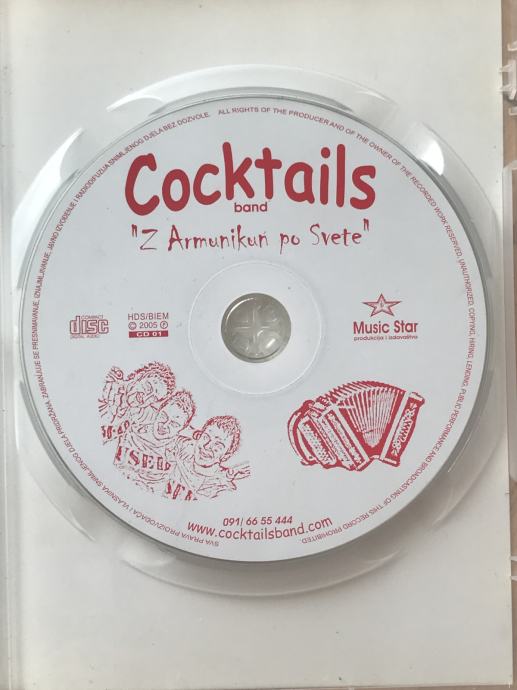 Cocktails
band
"Z Armunikuń po Svete"
COMPACT
disc
DIGITAL AUDIO
HDS/BIEM
© 2005 ℗
CD 01
Music Star
produkcija i izdavaštvo
091/ 66 55 444
www.cocktailsband.com
SVA PRAVA PROIZVOĐAČA I VLASNIKA SNIMLJENOG DJELA PRIDRŽANA. ZABRANJUJE SE PRESNIMAVANJE, IZNAJMLJIVANJE, JAVNO IZVOĐENJE I RADIODIFUZIJA SNIMLJENOG DJELA BEZ DOZVOLE. ALL RIGHTS OF THE PRODUCER AND OF THE OWNER OF THE RECORDED WORK RESERVED. UNAUTHORIZED, COPYING, HIRING, LENDING, PUBLIC PERFORMANCE AND BROADCASTING OF THIS RECORD PROHIBITED.